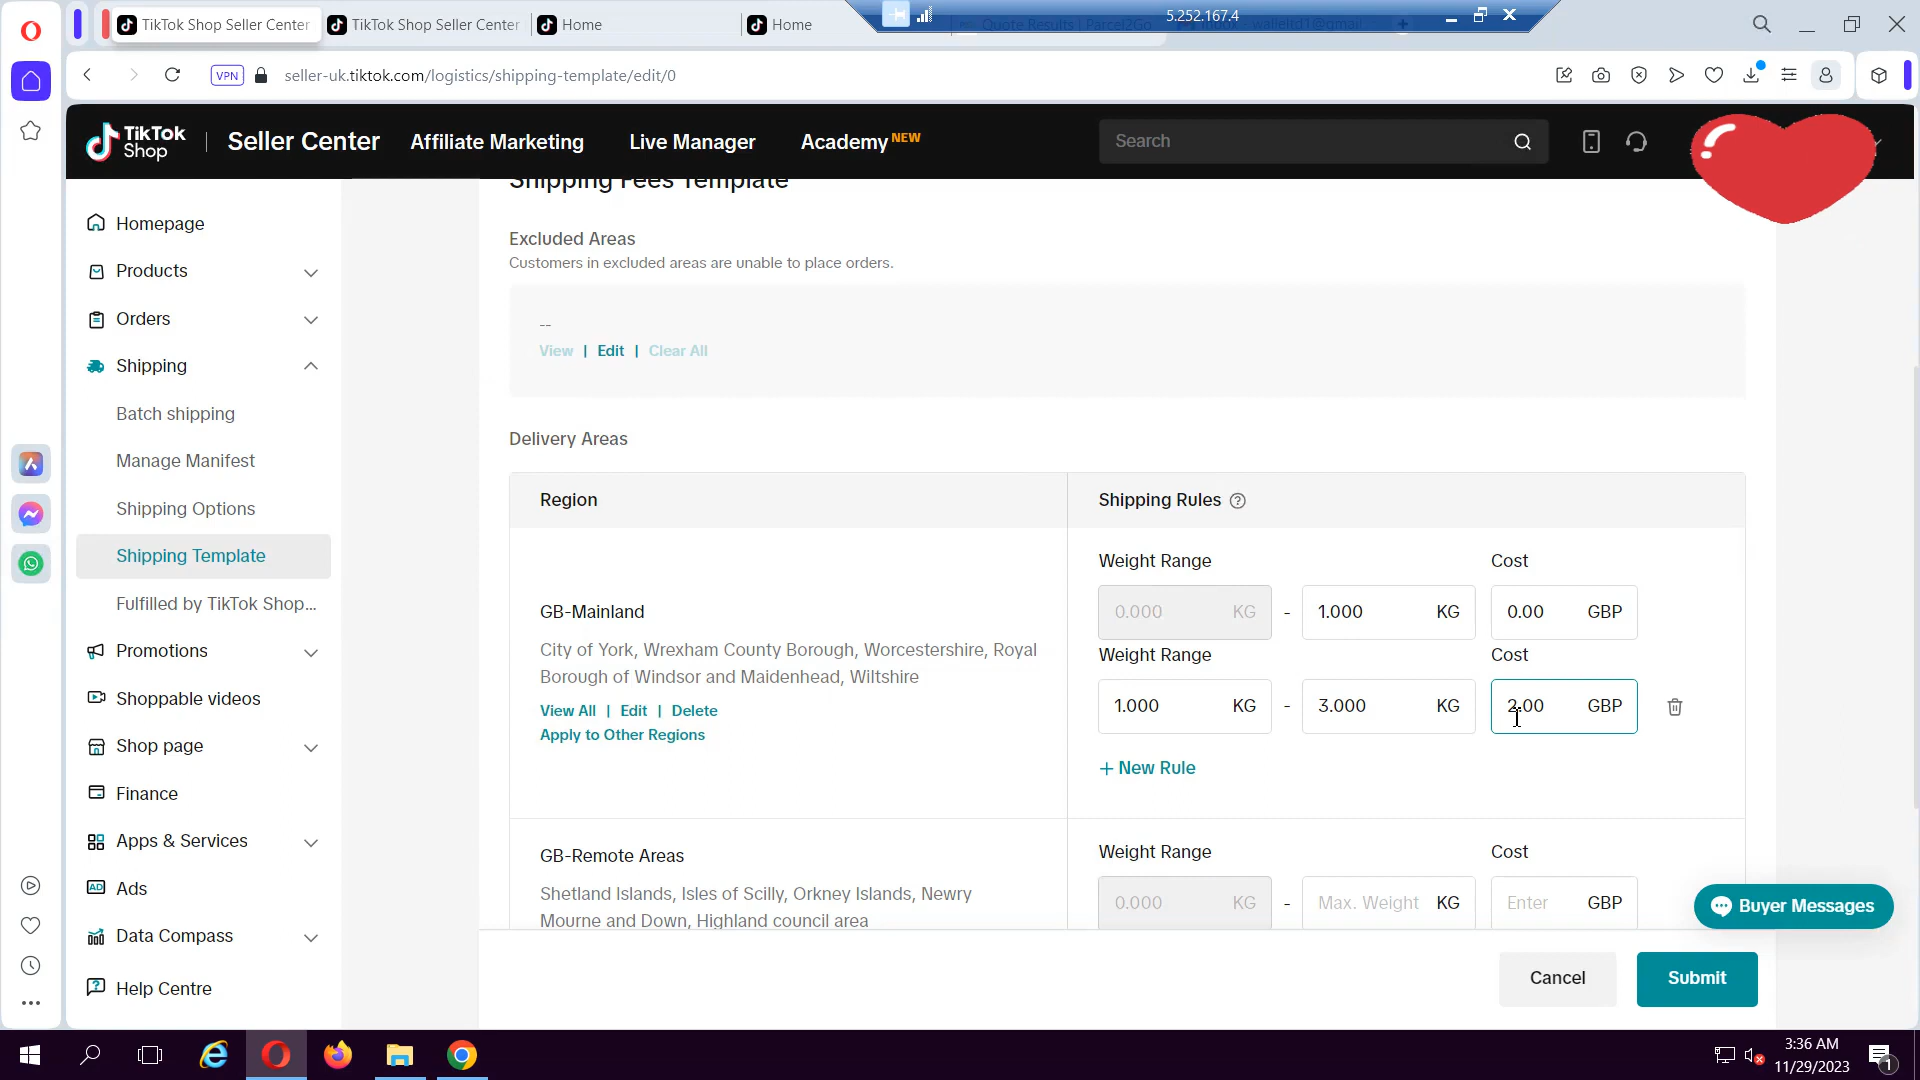 TikTok Shop Seller Center
TikTok Shop Seller Center
Home
Home
Quote Results | Parcel2Go
5.252.167.4
VPN
seller-uk.tiktok.com/logistics/shipping-template/edit/0
TikTok Shop
Seller Center
Affiliate Marketing
Live Manager
Academy NEW
Search
Homepage
Products
Orders
Shipping
Batch shipping
Manage Manifest
Shipping Options
Shipping Template
Fulfilled by TikTok Shop...
Promotions
Shoppable videos
Shop page
Finance
Apps & Services
Ads
Data Compass
Help Centre
Shipping Fees Template
Excluded Areas
Customers in excluded areas are unable to place orders.
--
View | Edit | Clear All
Delivery Areas
Region
Shipping Rules
GB-Mainland
City of York, Wrexham County Borough, Worcestershire, Royal
Borough of Windsor and Maidenhead, Wiltshire
View All | Edit | Delete
Apply to Other Regions
Weight Range Cost
0.000 KG - 1.000 KG 0.00 GBP
Weight Range Cost
1.000 KG - 3.000 KG 2.00 GBP
+ New Rule
GB-Remote Areas
Shetland Islands, Isles of Scilly, Orkney Islands, Newry
Mourne and Down, Highland council area
Weight Range Cost
0.000 KG - Max. Weight KG Enter GBP
Buyer Messages
Cancel
Submit
3:36 AM
11/29/2023
1